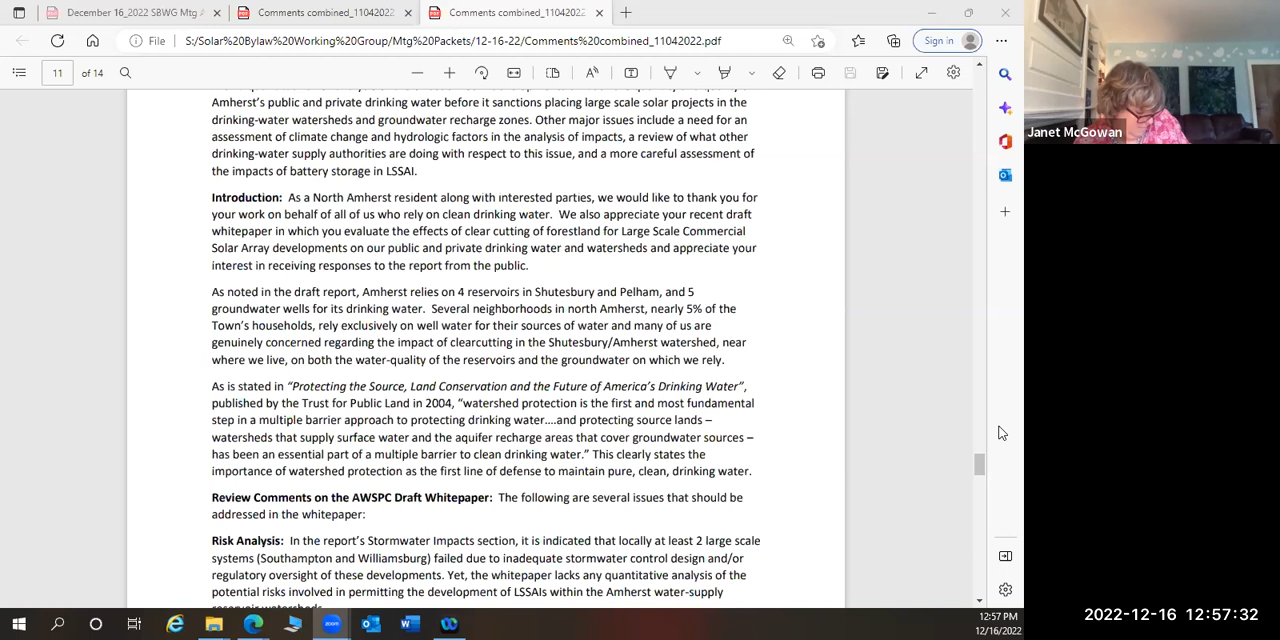 December 16_2022 SBWG Mtg A
Comments combined_11042022
Comments combined_11042022
File
S:/Solar%20Bylaw%20Working%20Group/Mtg%20Packets/12-16-22/Comments%20combined_11042022.pdf
Sign in
11 of 14
Amherst's public and private drinking water before it sanctions placing large scale solar projects in the
drinking-water watersheds and groundwater recharge zones. Other major issues include a need for an
assessment of climate change and hydrologic factors in the analysis of impacts, a review of what other
drinking-water supply authorities are doing with respect to this issue, and a more careful assessment of
the impacts of battery storage in LSSAI.
Introduction: As a North Amherst resident along with interested parties, we would like to thank you for
your work on behalf of all of us who rely on clean drinking water. We also appreciate your recent draft
whitepaper in which you evaluate the effects of clear cutting of forestland for Large Scale Commercial
Solar Array developments on our public and private drinking water and watersheds and appreciate your
interest in receiving responses to the report from the public.
As noted in the draft report, Amherst relies on 4 reservoirs in Shutesbury and Pelham, and 5
groundwater wells for its drinking water. Several neighborhoods in north Amherst, nearly 5% of the
Town's households, rely exclusively on well water for their sources of water and many of us are
genuinely concerned regarding the impact of clearcutting in the Shutesbury/Amherst watershed, near
where we live, on both the water-quality of the reservoirs and the groundwater on which we rely.
As is stated in "Protecting the Source, Land Conservation and the Future of America's Drinking Water",
published by the Trust for Public Land in 2004, "watershed protection is the first and most fundamental
step in a multiple barrier approach to protecting drinking water....and protecting source lands –
watersheds that supply surface water and the aquifer recharge areas that cover groundwater sources –
has been an essential part of a multiple barrier to clean drinking water." This clearly states the
importance of watershed protection as the first line of defense to maintain pure, clean, drinking water.
Review Comments on the AWSPC Draft Whitepaper: The following are several issues that should be
addressed in the whitepaper:
Risk Analysis: In the report's Stormwater Impacts section, it is indicated that locally at least 2 large scale
systems (Southampton and Williamsburg) failed due to inadequate stormwater control design and/or
regulatory oversight of these developments. Yet, the whitepaper lacks any quantitative analysis of the
potential risks involved in permitting the development of LSSAIs within the Amherst water-supply
reservoir watersheds
Janet McGowan
zoom
12:57 PM
12/16/2022
2022-12-16 12:57:32